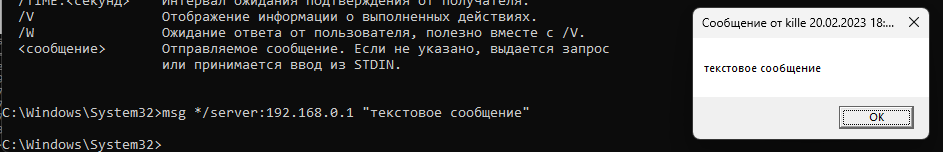 /TIME:<секунд> Интервал ожидания подтверждения от получателя.
/V Отображение информации о выполненных действиях.
/W Ожидание ответа от пользователя, полезно вместе с /V.
<сообщение> Отправляемое сообщение. Если не указано, выдается запрос
или принимается ввод из STDIN.
C:\Windows\System32>msg */server:192.168.0.1 "текстовое сообщение"
C:\Windows\System32>
Сообщение от kille 20.02.2023 18:...
текстовое сообщение
OK